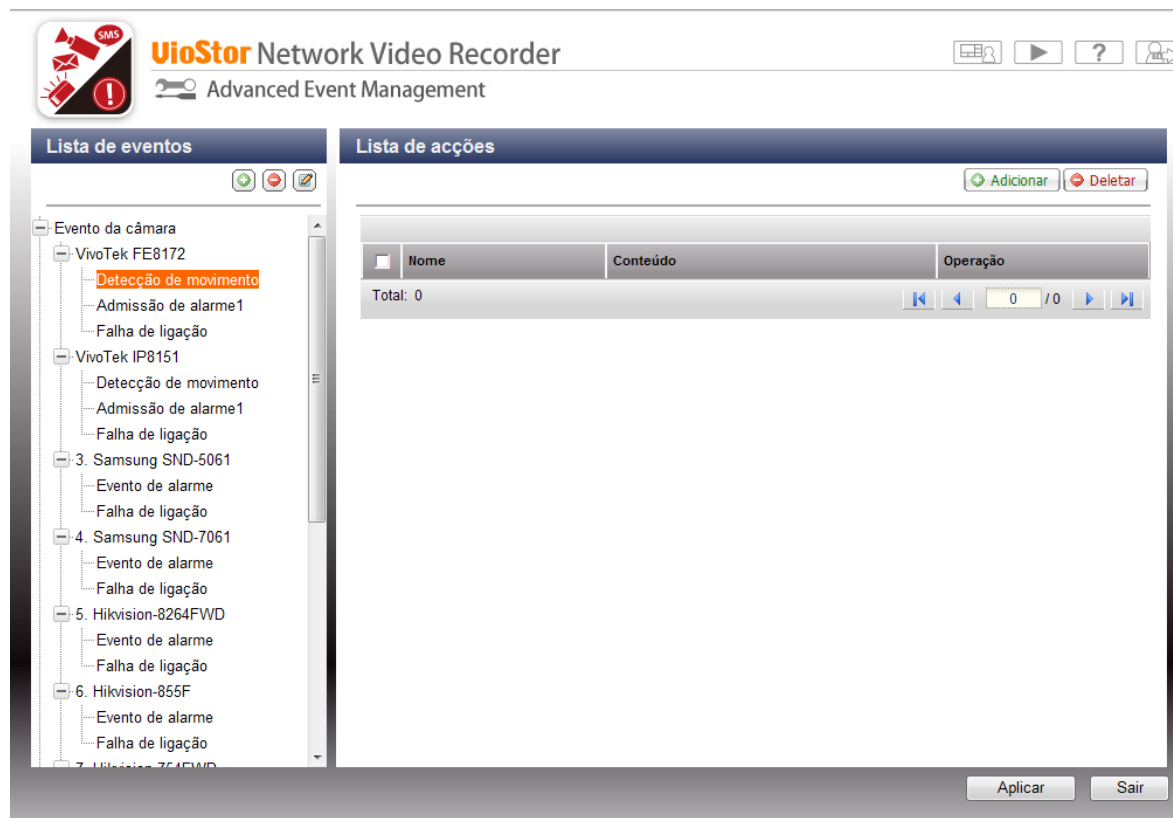 SMS
VioStor Network Video Recorder
Advanced Event Management
Lista de eventos
Evento da câmara
VivoTek FE8172
Detecção de movimento
Admissão de alarme1
Falha de ligação
VivoTek IP8151
Detecção de movimento
Admissão de alarme1
Falha de ligação
3. Samsung SND-5061
Evento de alarme
Falha de ligação
4. Samsung SND-7061
Evento de alarme
Falha de ligação
5. Hikvision-8264FWD
Evento de alarme
Falha de ligação
6. Hikvision-855F
Evento de alarme
Falha de ligação
Lista de acções
Adicionar Deletar
Nome Conteúdo Operação
Total: 0 0 / 0
Aplicar Sair